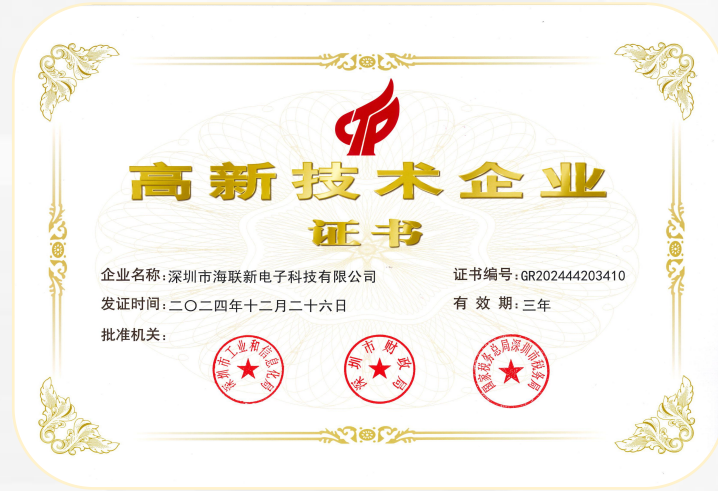 高新技术企业
证书
企业名称:深圳市海联新电子科技有限公司
证书编号:GR202444203410
发证时间:二〇二四年十二月二十六日
有 效 期:三年
批准机关:
深圳市工业和信息化局
深圳市财政局
国家税务总局深圳市税务局